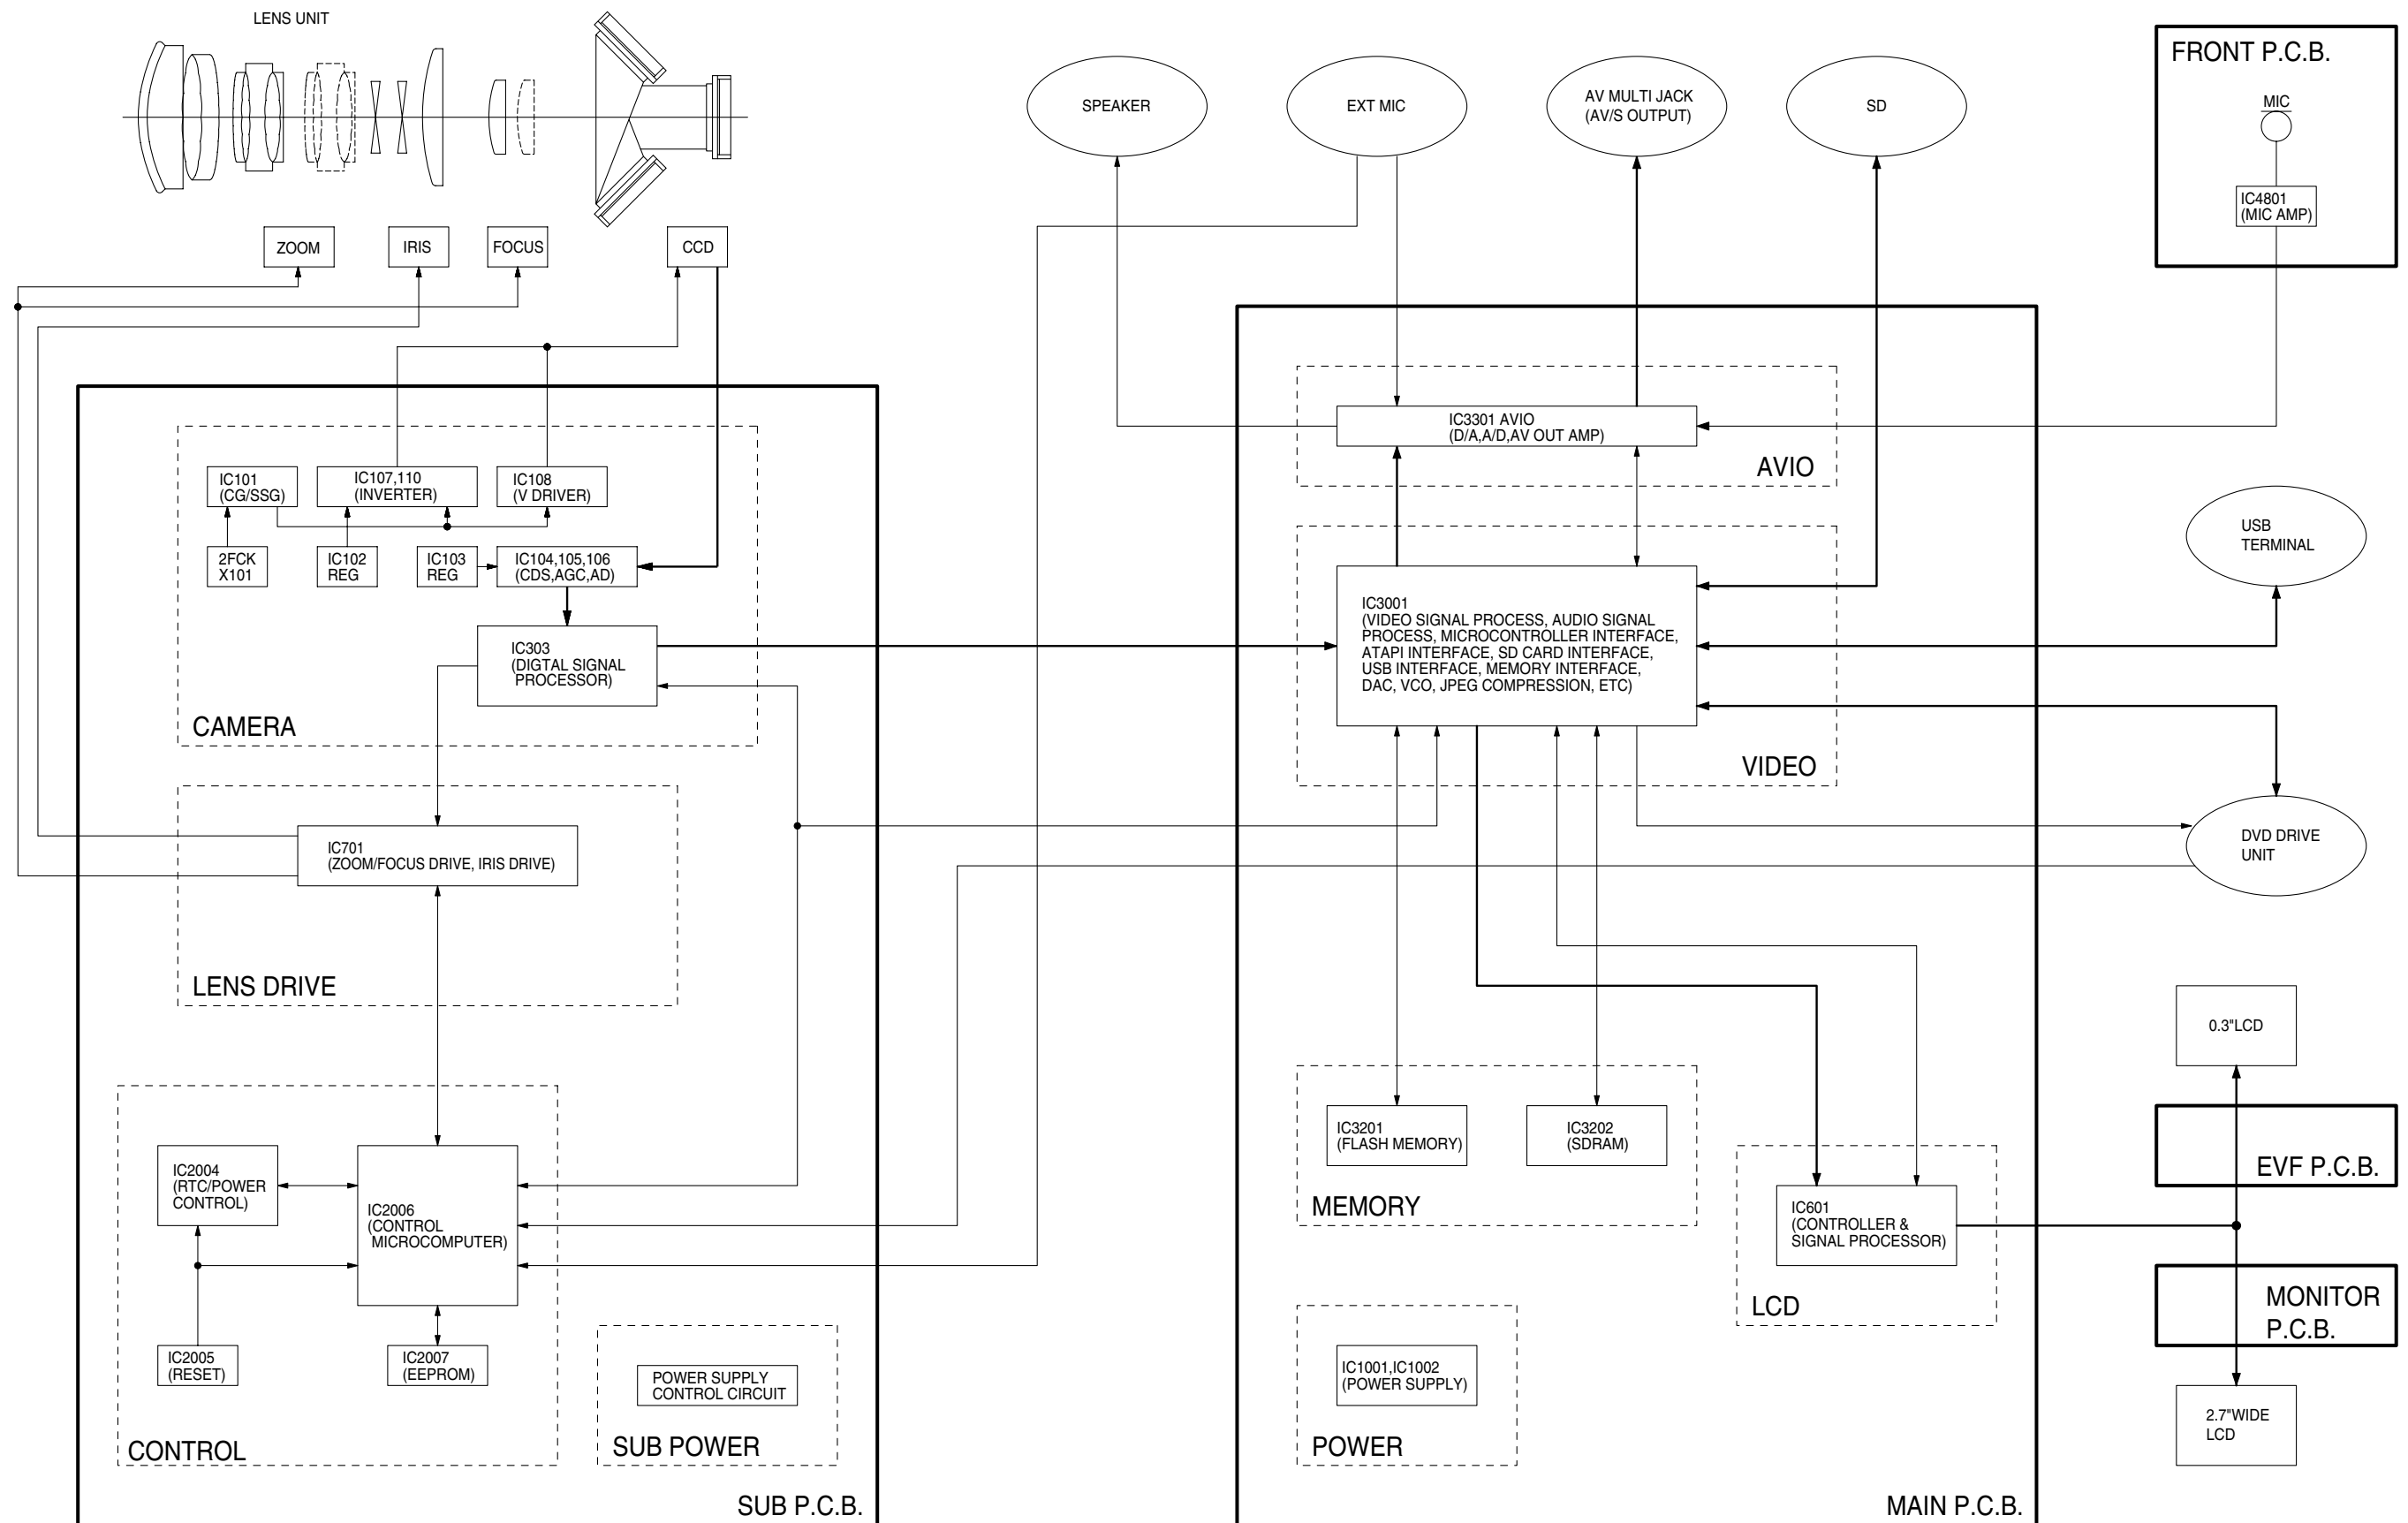 LENS UNIT
ZOOM
IRIS
FOCUS
CCD
SPEAKER
EXT MIC
AV MULTI JACK
(AV/S OUTPUT)
SD
FRONT P.C.B.
MIC
IC4801
(MIC AMP)
IC101
(CG/SSG)
IC107,110
(INVERTER)
IC108
(V DRIVER)
2FCK
X101
IC102
REG
IC103
REG
IC104,105,106
(CDS,AGC,AD)
IC303
(DIGTAL SIGNAL
PROCESSOR)
CAMERA
IC701
(ZOOM/FOCUS DRIVE, IRIS DRIVE)
LENS DRIVE
IC2004
(RTC/POWER
CONTROL)
IC2006
(CONTROL
MICROCOMPUTER)
IC2005
(RESET)
IC2007
(EEPROM)
CONTROL
POWER SUPPLY
CONTROL CIRCUIT
SUB POWER
SUB P.C.B.
IC3301 AVIO
(D/A,A/D,AV OUT AMP)
AVIO
IC3001
(VIDEO SIGNAL PROCESS, AUDIO SIGNAL
PROCESS, MICROCONTROLLER INTERFACE,
ATAPI INTERFACE, SD CARD INTERFACE,
USB INTERFACE, MEMORY INTERFACE,
DAC, VCO, JPEG COMPRESSION, ETC)
VIDEO
IC3201
(FLASH MEMORY)
IC3202
(SDRAM)
MEMORY
IC601
(CONTROLLER &
SIGNAL PROCESSOR)
LCD
IC1001,IC1002
(POWER SUPPLY)
POWER
MAIN P.C.B.
USB
TERMINAL
DVD DRIVE
UNIT
0.3"LCD
EVF P.C.B.
MONITOR
P.C.B.
2.7"WIDE
LCD